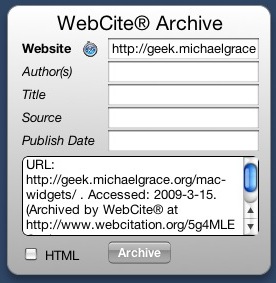 WebCite® Archive
Website http://geek.michaelgrace
Author(s)
Title
Source
Publish Date
URL:
http://geek.michaelgrace.org/mac-
widgets/ . Accessed: 2009-3-15.
(Archived by WebCite® at
http://www.webcitation.org/5g4MLE
HTML Archive